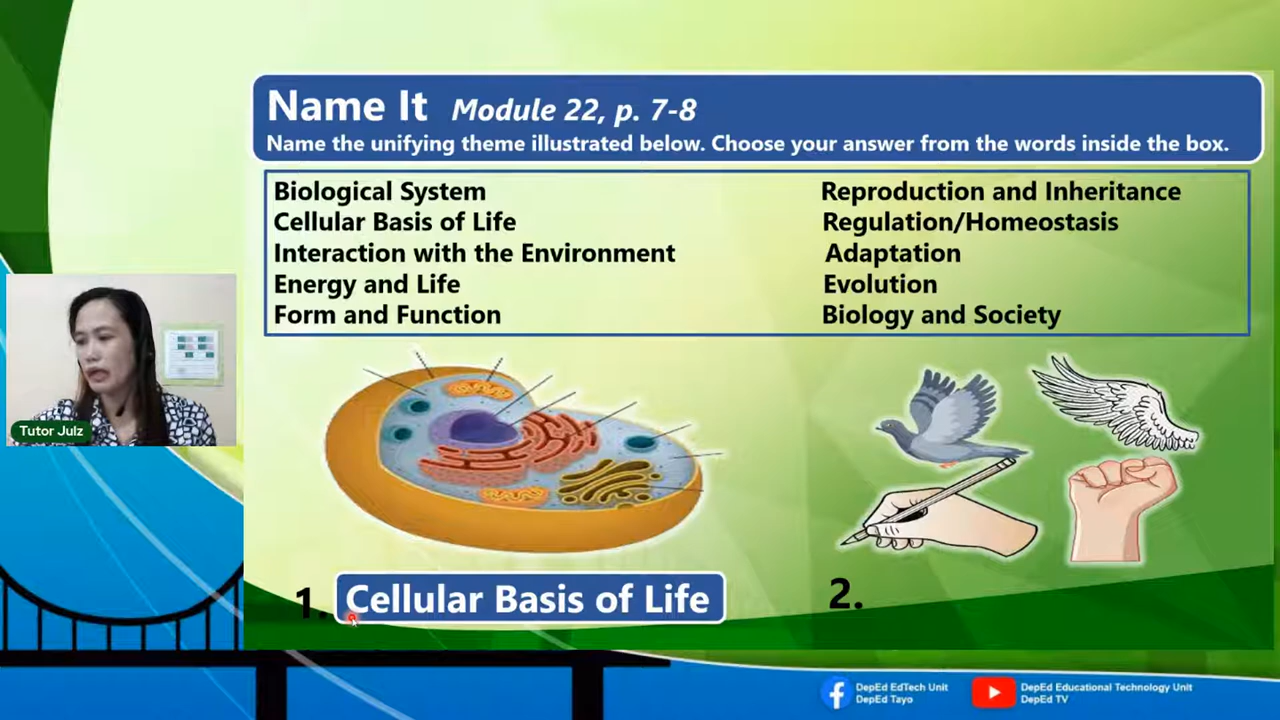 Name It Module 22, p. 7-8
Name the unifying theme illustrated below. Choose your answer from the words inside the box.
Biological System
Cellular Basis of Life
Interaction with the Environment
Energy and Life
Form and Function
Reproduction and Inheritance
Regulation/Homeostasis
Adaptation
Evolution
Biology and Society
Tutor Julz
1. Cellular Basis of Life
2.
DepEd EdTech Unit
DepEd Tayo
DepEd Educational Technology Unit
DepEd TV